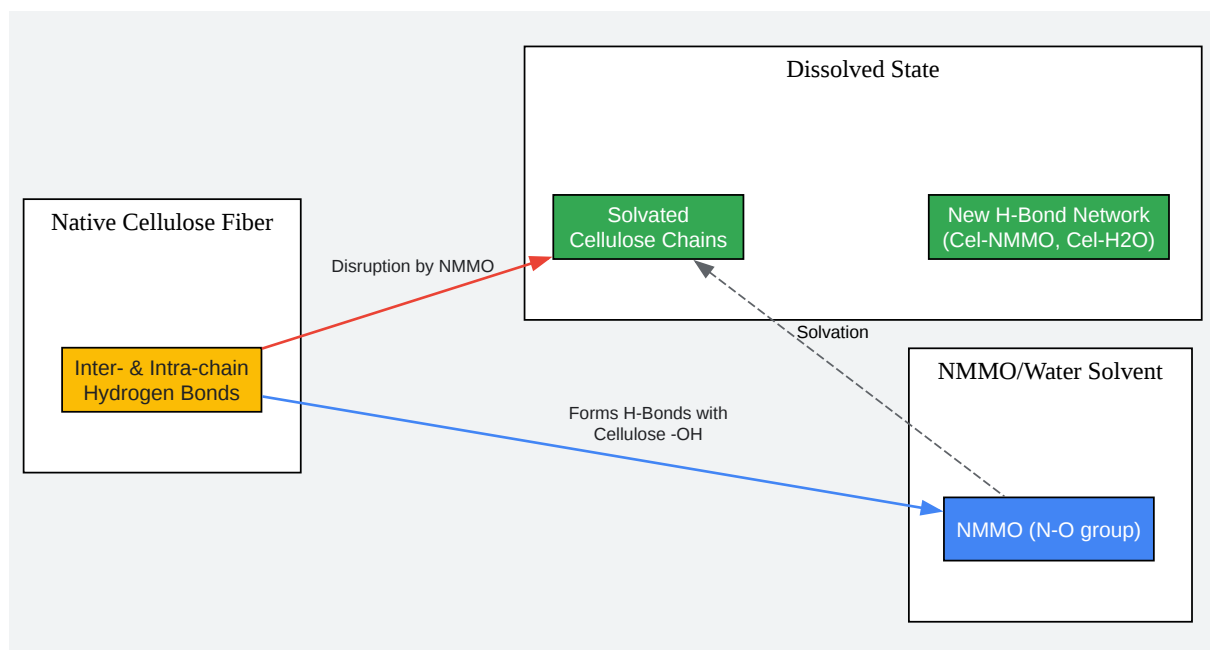 Dissolved State
Solvated
Cellulose Chains
New H-Bond Network
(Cel-NMMO, Cel-H2O)
Native Cellulose Fiber
Disruption by NMMO
Inter- & Intra-chain
Hydrogen Bonds
Solvation
NMMO/Water Solvent
Forms H-Bonds with
Cellulose -OH
NMMO (N-O group)